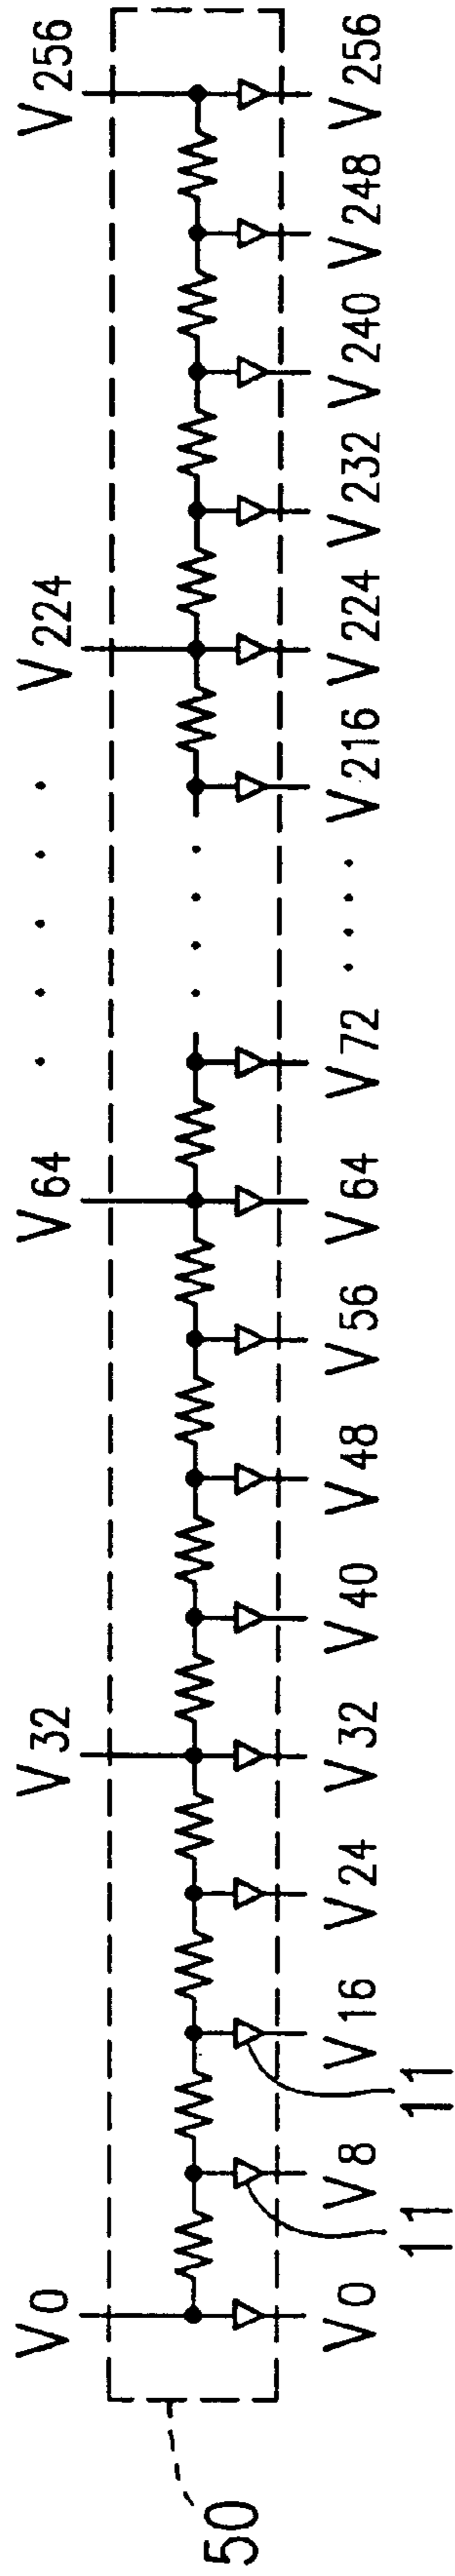 V0 V32 V64 . . . . . V224 V256
V0 V8 V16 V24 V32 V40 V48 V56 V64 V72 . . . . V216 V224 V232 V240 V248 V256
11 11
50